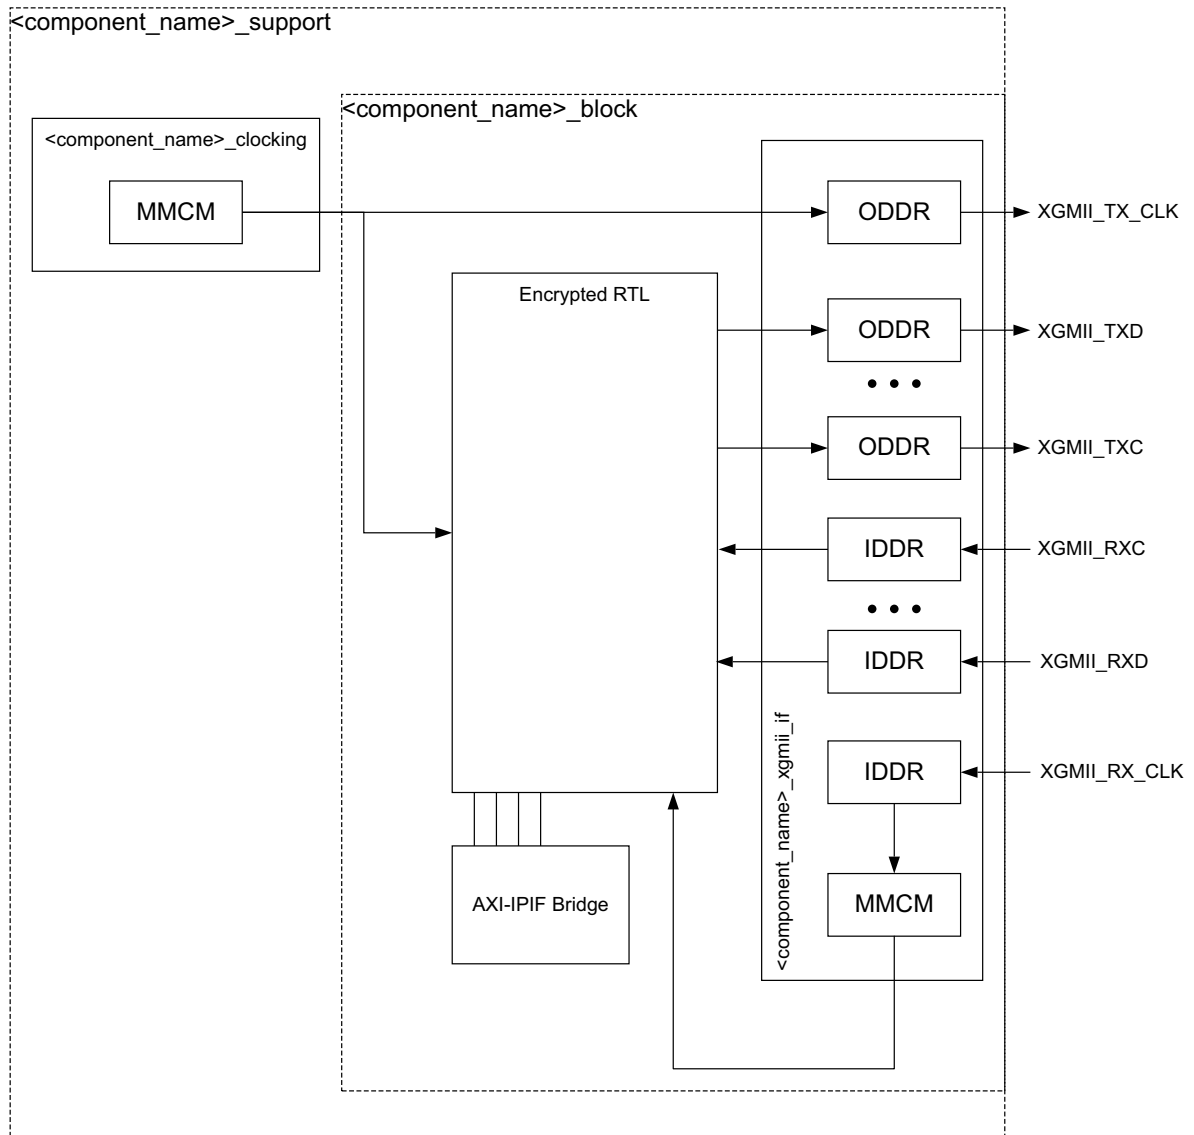 <component_name>_support
<component_name>_block
<component_name>_clocking
MMCM
ODDR
XGMII_TX_CLK
Encrypted RTL
ODDR
XGMII_TXD
ODDR
XGMII_TXC
IDDR
XGMII_RXC
IDDR
XGMII_RXD
<component_name>_xgmii_if
IDDR
XGMII_RX_CLK
AXI-IPIF Bridge
MMCM